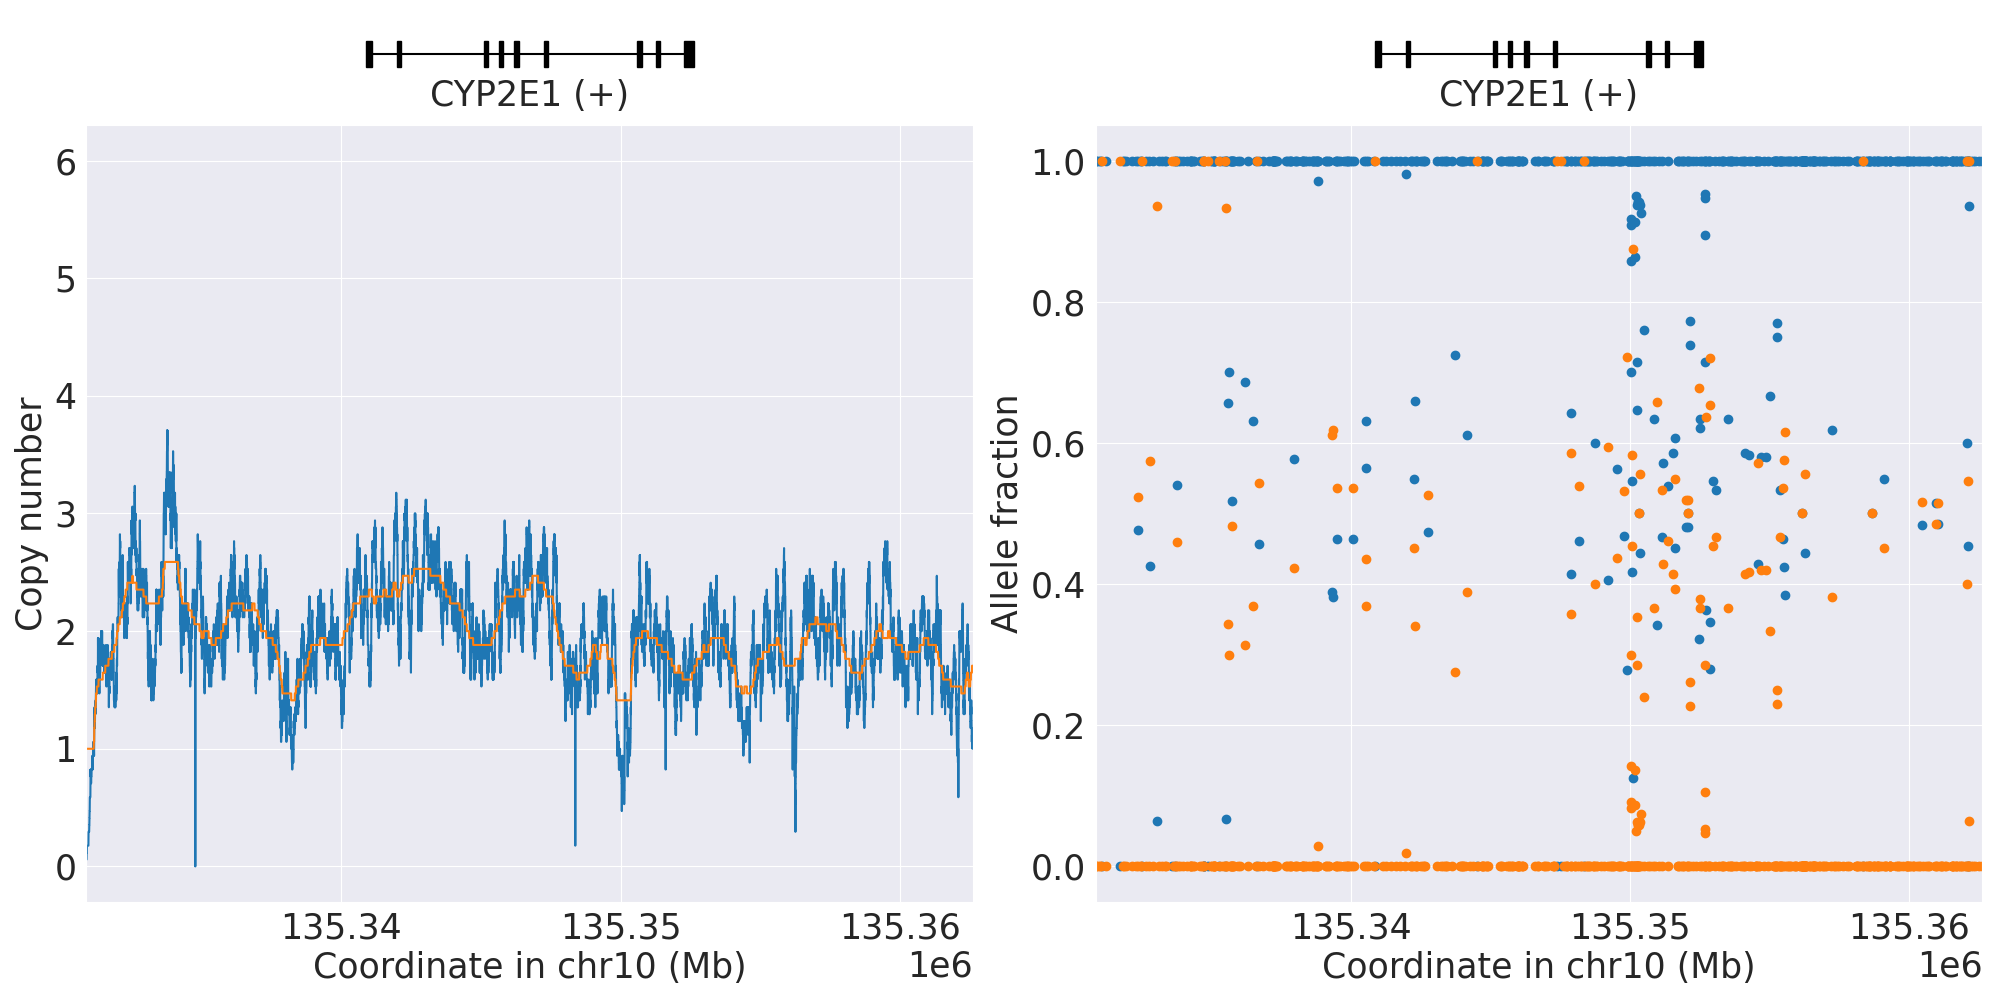 CYP2E1 (+)
6
5
4
3
2
1
0
Copy number
135.34 135.35 135.36
Coordinate in chr10 (Mb)
1e6
CYP2E1 (+)
1.0
0.8
0.6
0.4
0.2
0.0
Allele fraction
135.34 135.35 135.36
Coordinate in chr10 (Mb)
1e6